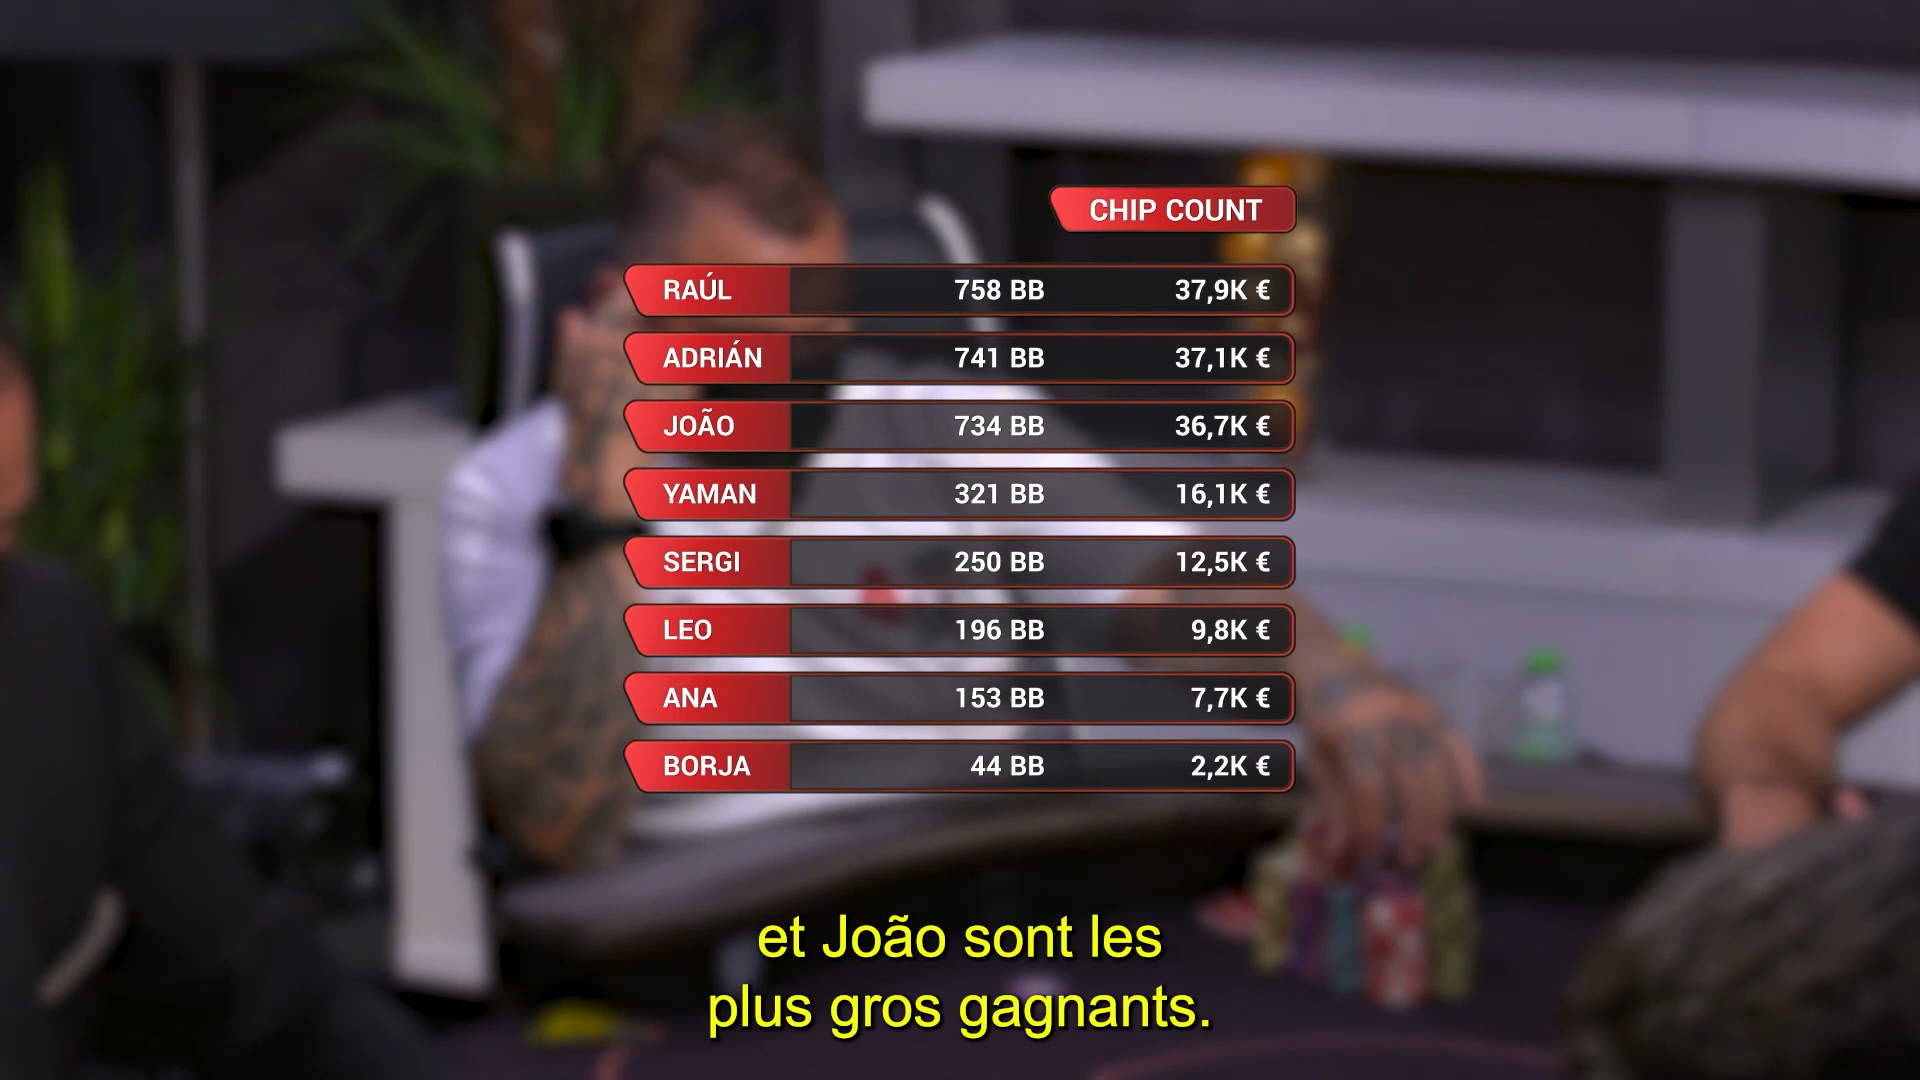 CHIP COUNT
RAÚL 758 BB 37,9K €
ADRIÁN 741 BB 37,1K €
JOÃO 734 BB 36,7K €
YAMAN 321 BB 16,1K €
SERGI 250 BB 12,5K €
LEO 196 BB 9,8K €
ANA 153 BB 7,7K €
BORJA 44 BB 2,2K €
et João sont les
plus gros gagnants.